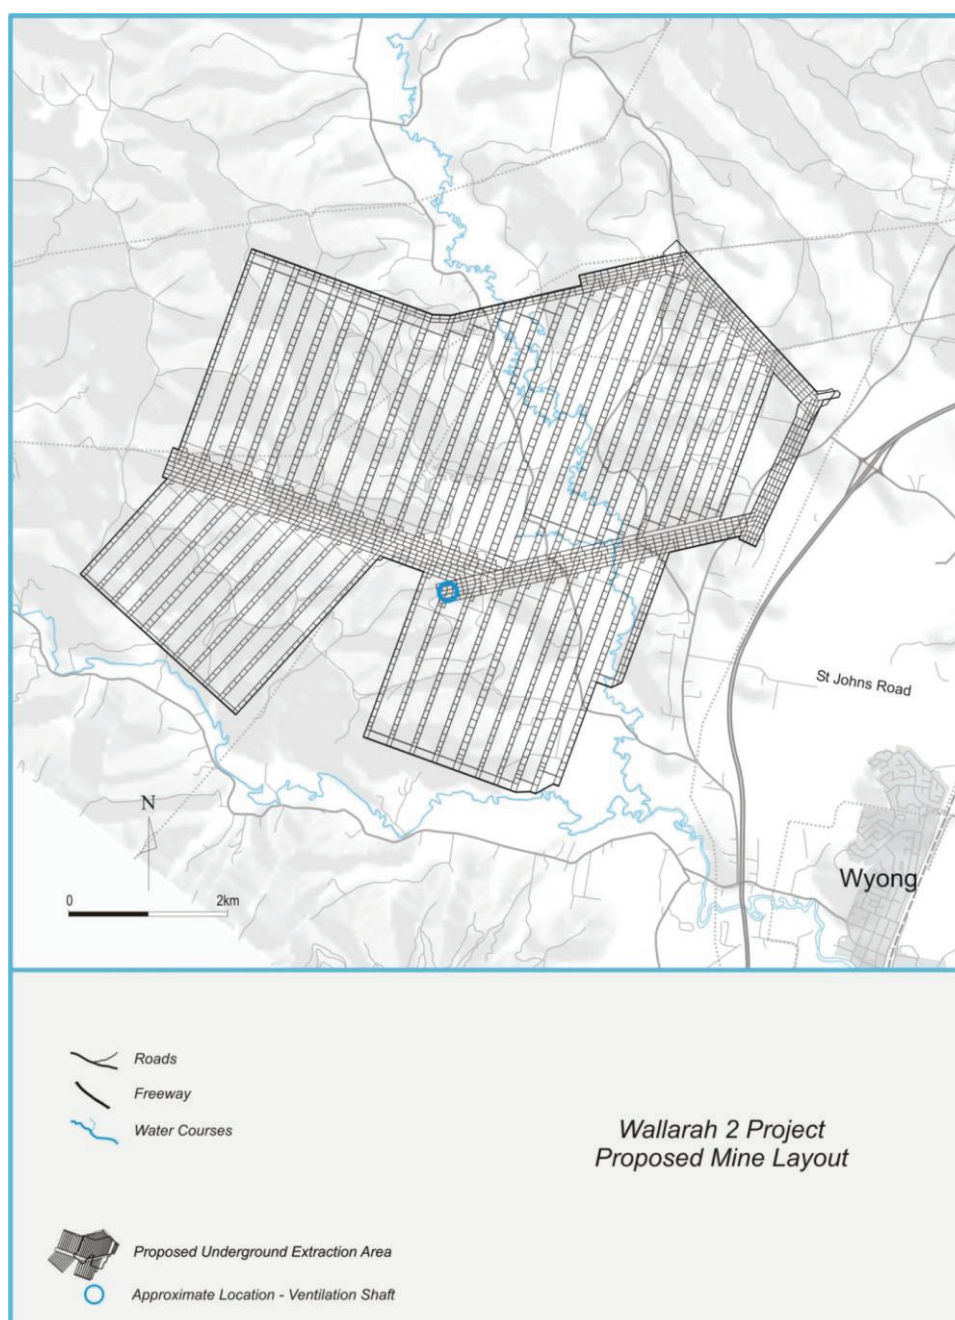 St Johns Road
Wyong
N
0 2km
Roads
Freeway
Water Courses
Wallarah 2 Project
Proposed Mine Layout
Proposed Underground Extraction Area
Approximate Location - Ventilation Shaft